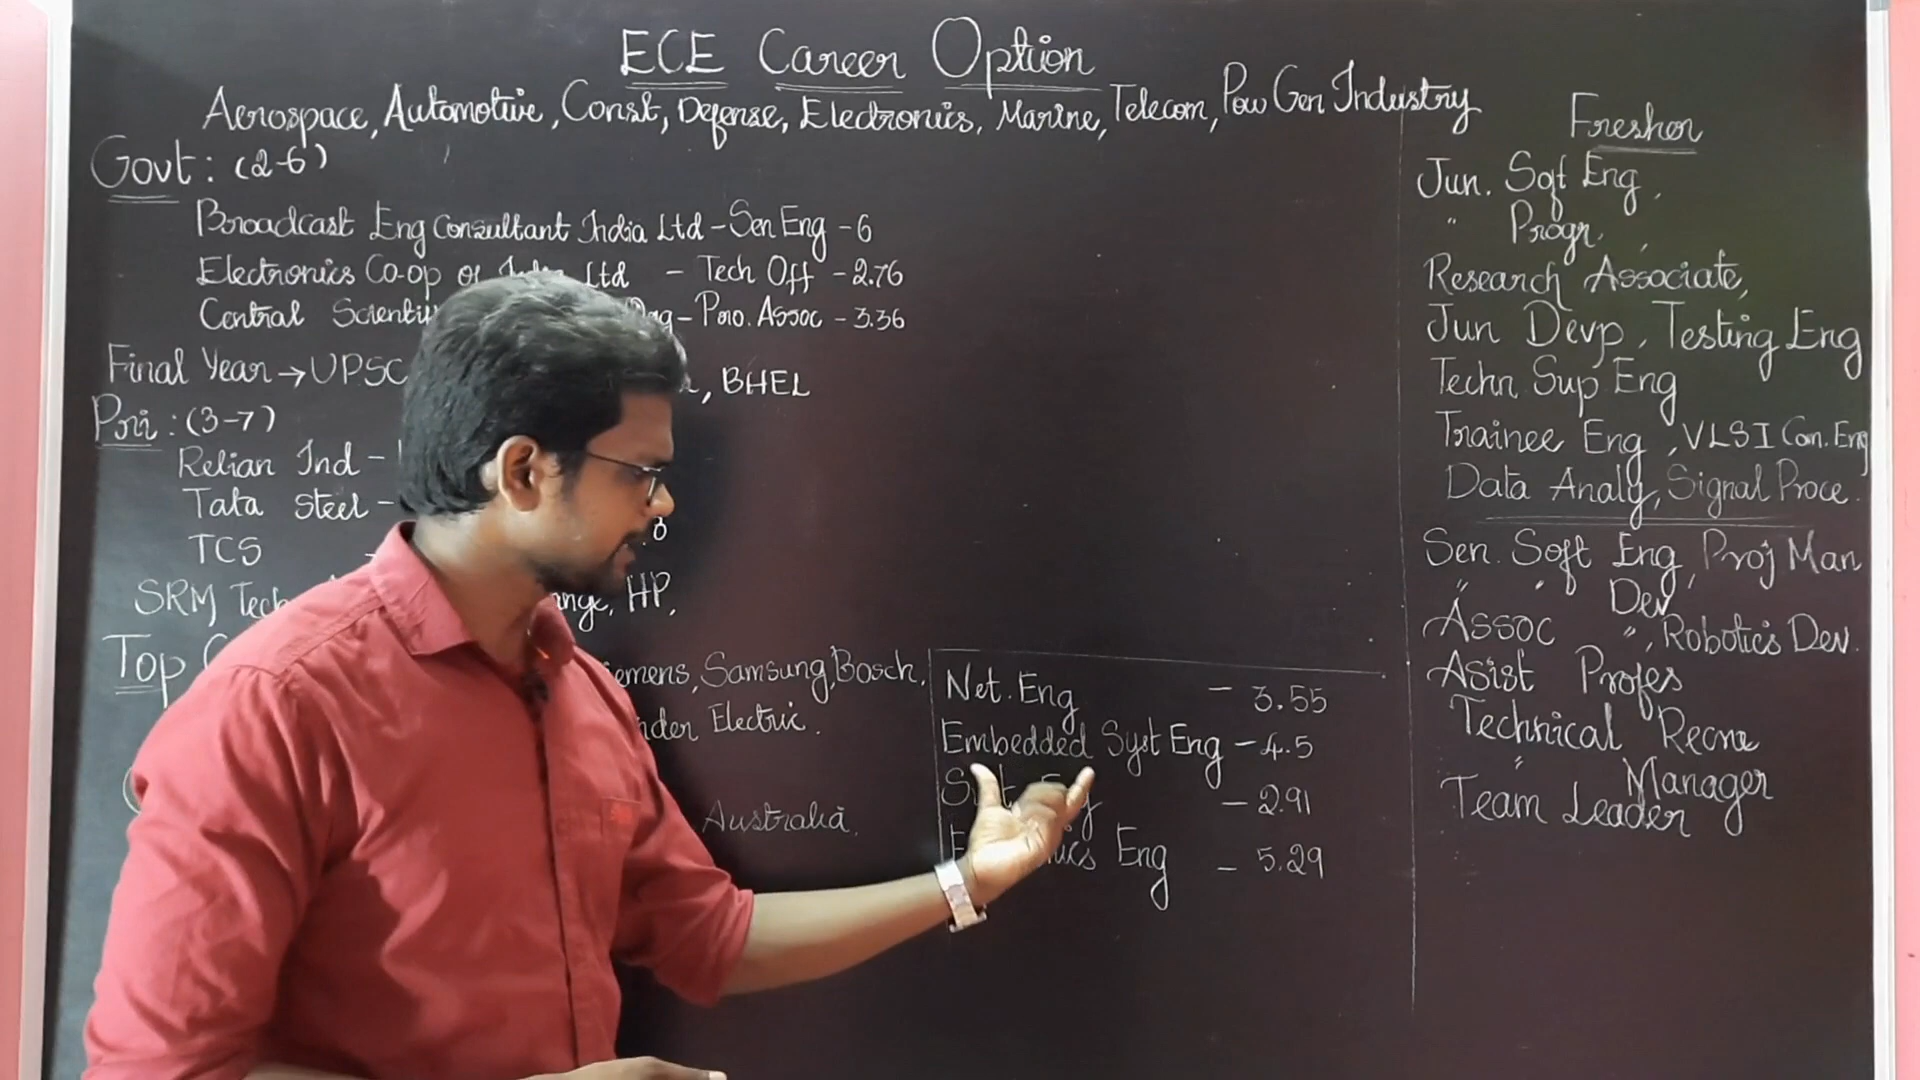 ECE Career Option
Aerospace, Automotive, Const, Defense, Electronics, Marine, Telecom, Pow Gen Industry
Govt : (2-6)
Broadcast Eng Consultant India Ltd - Sen Eng - 6
Electronics Co-op of India Ltd - Tech Off - 2.76
Central - Pro. Assoc - 3.36
Final Year → UPSC , BHEL
Pri : (3-7)
Relian Ind -
Tata Steel -
TCS
SRM HP,
Top Samsung, Bosch,
Electric.
Australia.
Net. Eng - 3.55
Embedded Syst Eng - 4.5
- 2.91
Eng - 5.29
Fresher
Jun. Soft Eng,
" Progr.,
Research Associate,
Jun Devp, Testing Eng
Techn Sup Eng
Trainee Eng, VLSI Con. Eng
Data Analy, Signal Proce.
Sen. Soft Eng, Proj Man
" " Dev
Assoc ", Robotics Dev.
Asist Profes
Technical Recru
" Manager
Team Leader